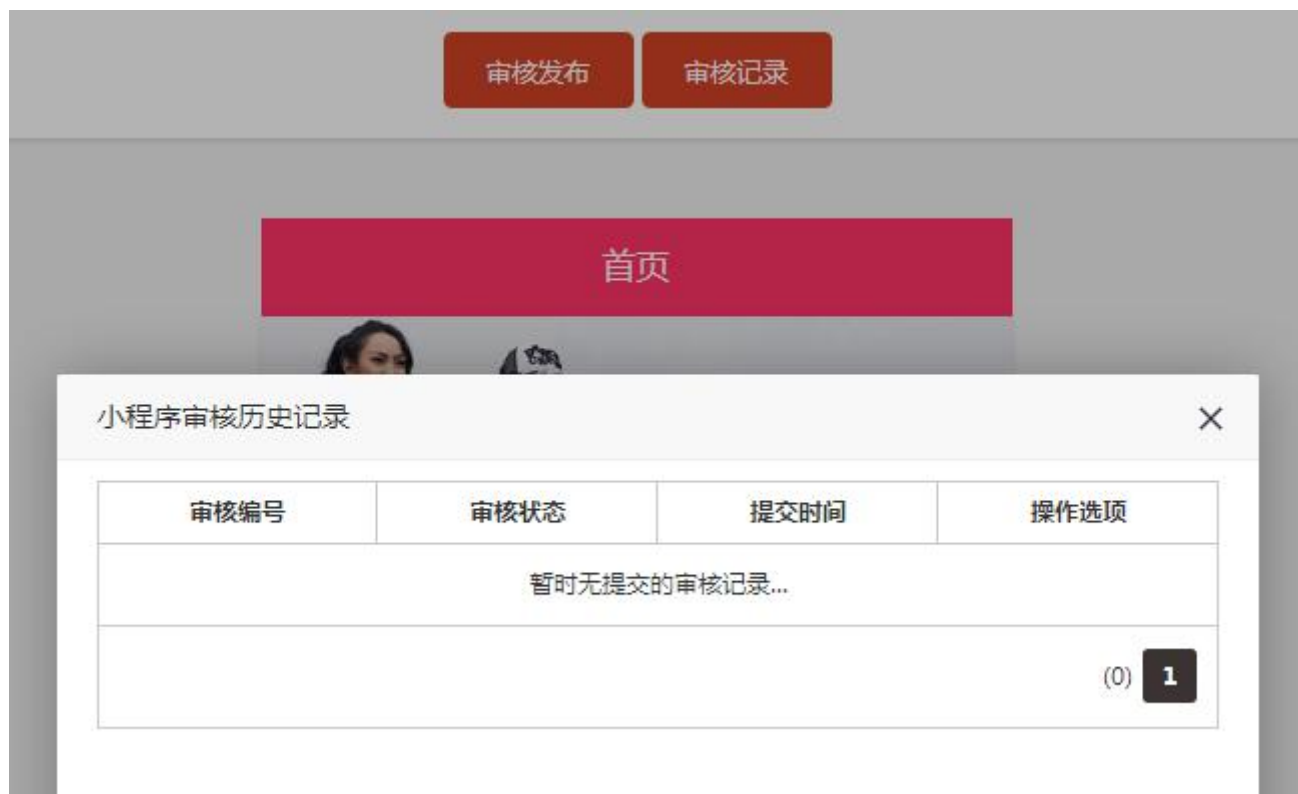 审核发布 审核记录
首页
小程序审核历史记录
审核编号 审核状态 提交时间 操作选项
暂时无提交的审核记录...
(0) 1